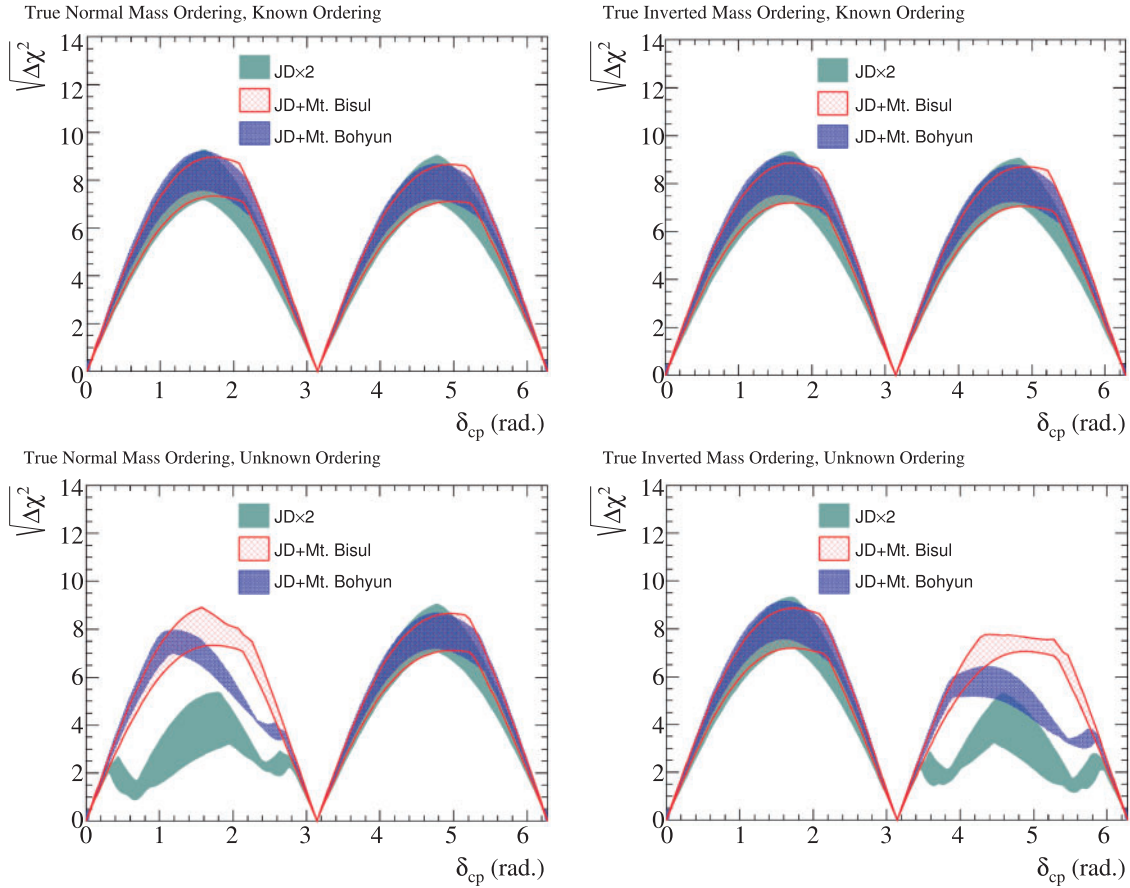 True Normal Mass Ordering, Known Ordering
√Δχ²
14
12
10
8
6
4
2
0
JD×2
JD+Mt. Bisul
JD+Mt. Bohyun
0 1 2 3 4 5 6
δcp (rad.)
True Inverted Mass Ordering, Known Ordering
√Δχ²
14
12
10
8
6
4
2
0
JD×2
JD+Mt. Bisul
JD+Mt. Bohyun
0 1 2 3 4 5 6
δcp (rad.)
True Normal Mass Ordering, Unknown Ordering
√Δχ²
14
12
10
8
6
4
2
0
JD×2
JD+Mt. Bisul
JD+Mt. Bohyun
0 1 2 3 4 5 6
δcp (rad.)
True Inverted Mass Ordering, Unknown Ordering
√Δχ²
14
12
10
8
6
4
2
0
JD×2
JD+Mt. Bisul
JD+Mt. Bohyun
0 1 2 3 4 5 6
δcp (rad.)